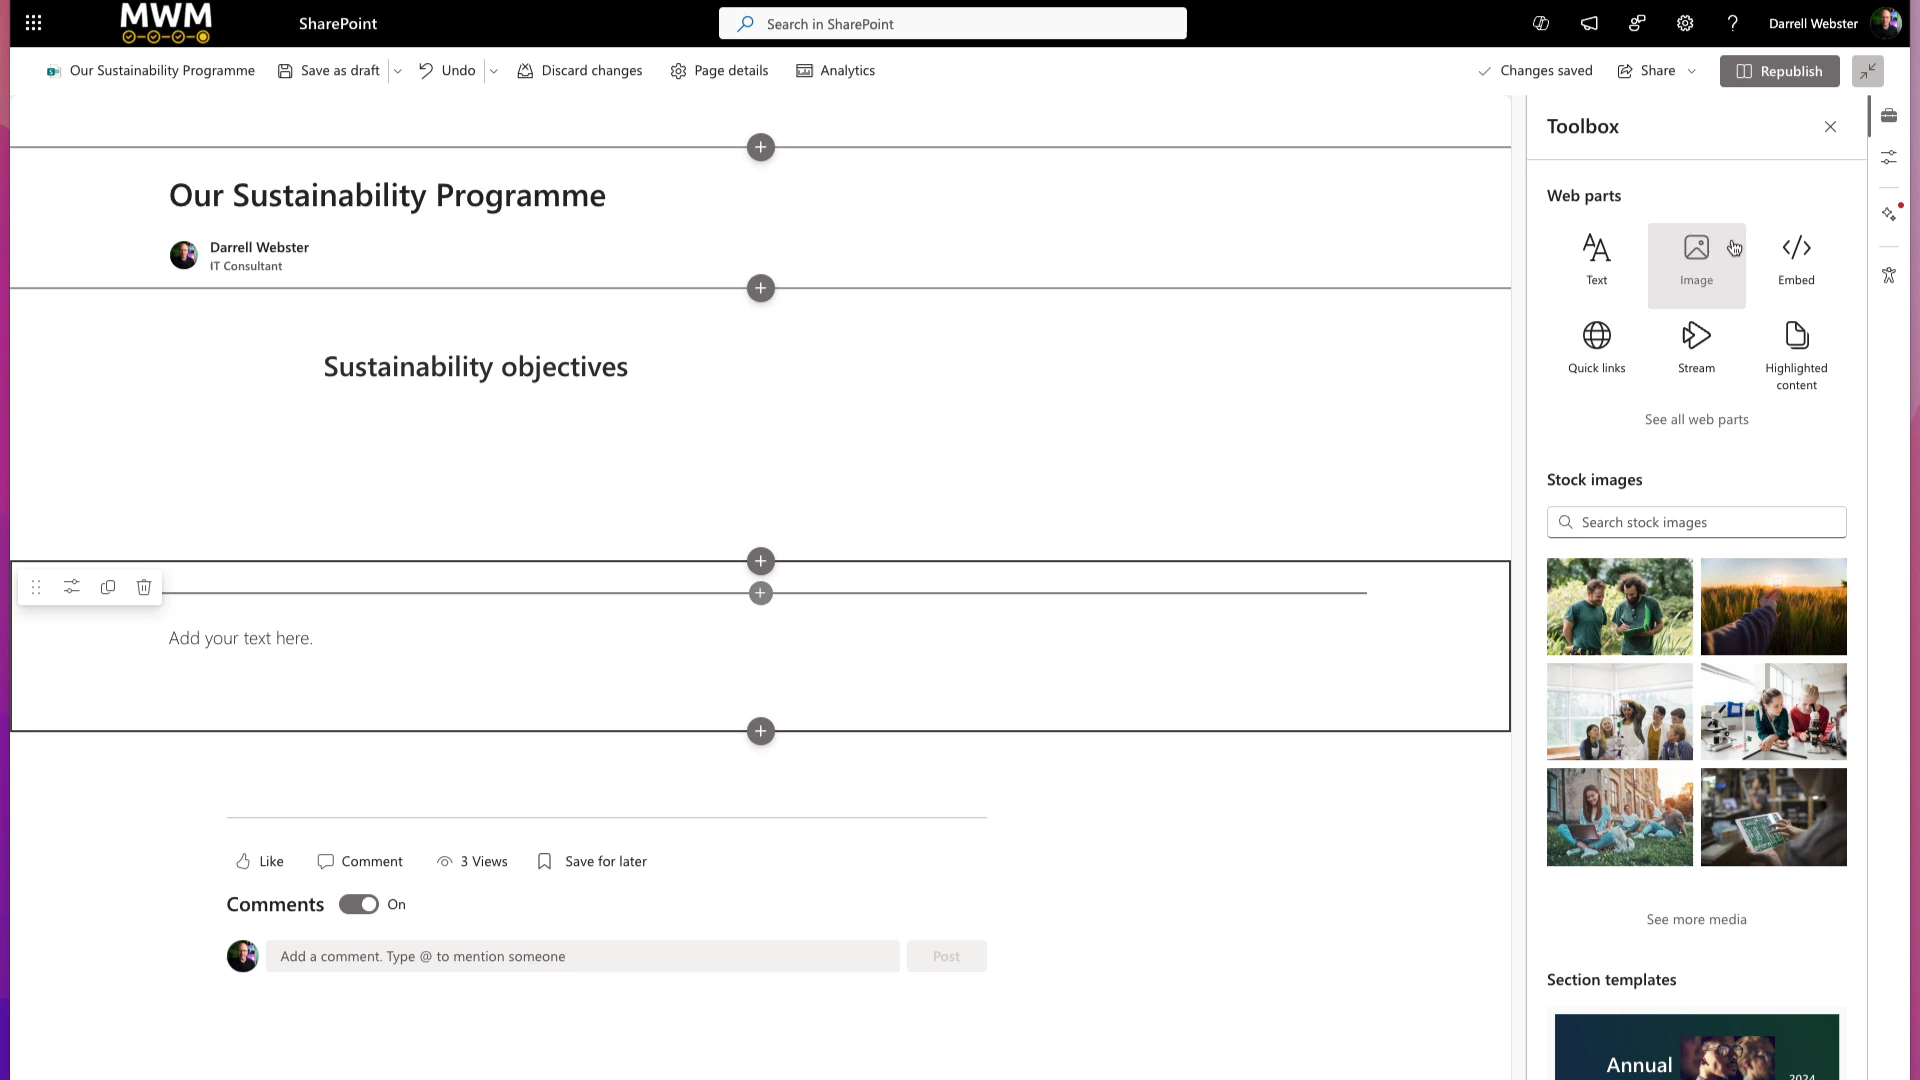 MWM
SharePoint
Search in SharePoint
Darrell Webster
Our Sustainability Programme
Save as draft
Undo
Discard changes
Page details
Analytics
Changes saved
Share
Republish
Our Sustainability Programme
Darrell Webster
IT Consultant
Sustainability objectives
Add your text here.
Like
Comment
3 Views
Save for later
Comments
On
Add a comment. Type @ to mention someone
Post
Toolbox
Web parts
Text
Image
Embed
Quick links
Stream
Highlighted
content
See all web parts
Stock images
Search stock images
See more media
Section templates
Annual
2024